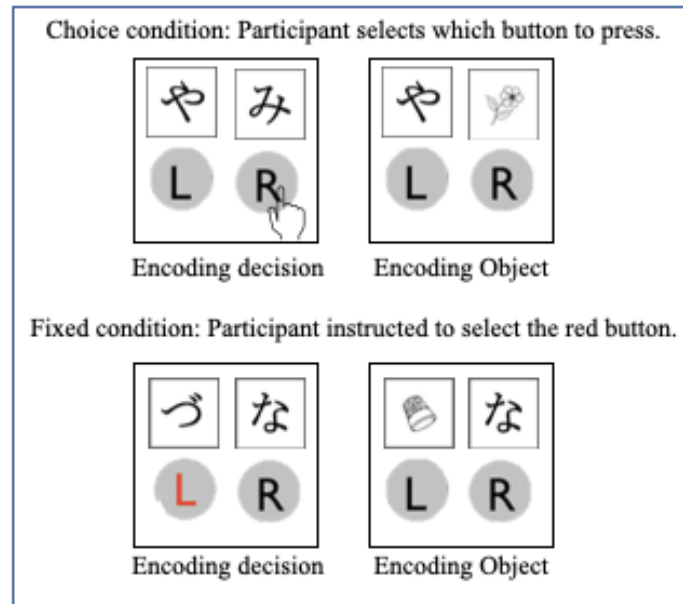 Choice condition: Participant selects which button to press.
や み や
L R L R
Encoding decision Encoding Object
Fixed condition: Participant instructed to select the red button.
づ な な
L R L R
Encoding decision Encoding Object